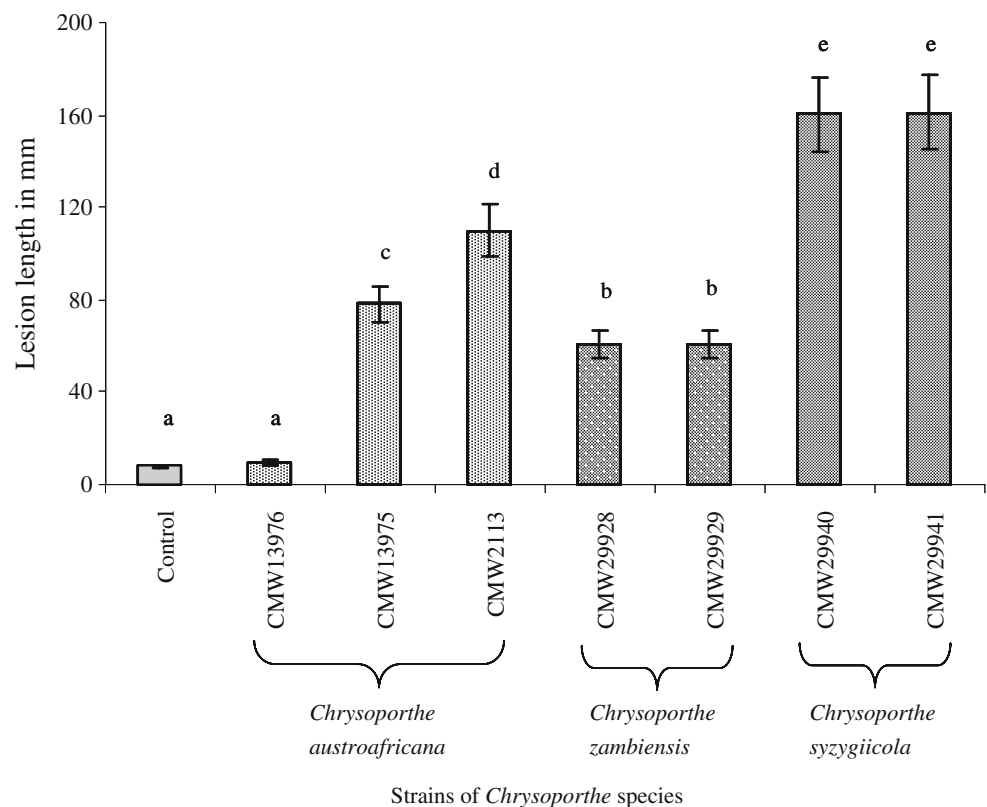 200
160
120
80
40
0
Lesion length in mm
a
a
c
d
b
b
e
e
Control
CMW13976
CMW13975
CMW2113
CMW29928
CMW29929
CMW29940
CMW29941
Chrysoporthe
austroafricana
Chrysoporthe
zambiensis
Chrysoporthe
syzygiicola
Strains of Chrysoporthe species